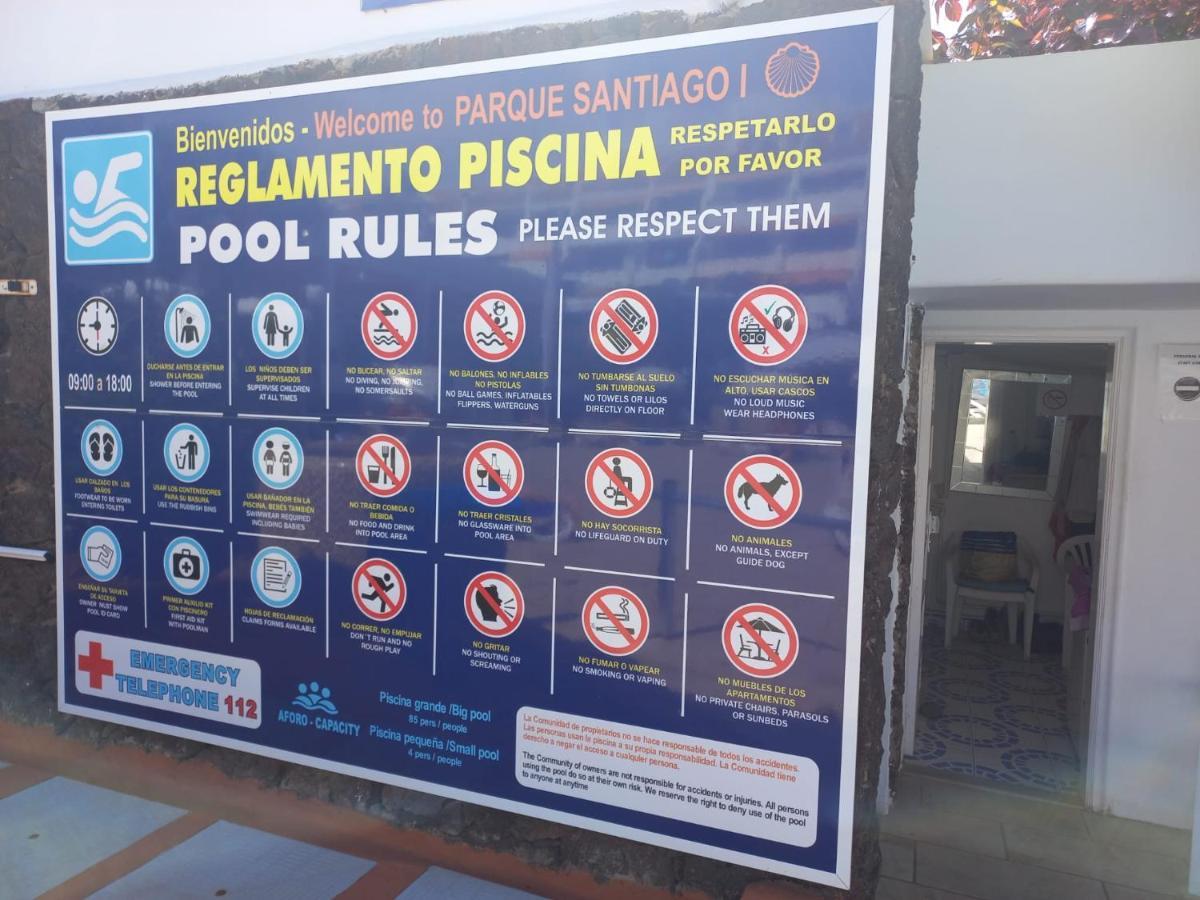 Bienvenidos - Welcome to PARQUE SANTIAGO I
REGLAMENTO PISCINA
RESPETARLO
POR FAVOR
POOL RULES PLEASE RESPECT THEM
09:00 a 18:00
DUCHARSE ANTES DE ENTRAR
EN LA PISCINA
SHOWER BEFORE ENTERING
THE POOL
LOS NIÑOS DEBEN SER
SUPERVISADOS
SUPERVISE CHILDREN
AT ALL TIMES
NO BUCEAR, NO SALTAR
NO DIVING, NO JUMPING,
NO SOMERSAULTS
NO BALONES, NO INFLABLES
NO PISTOLAS
NO BALL GAMES, INFLATABLES
FLIPPERS, WATERGUNS
NO TUMBARSE AL SUELO
SIN TUMBONAS
NO TOWELS OR LILOS
DIRECTLY ON FLOOR
NO ESCUCHAR MÚSICA EN
ALTO, USAR CASCOS
NO LOUD MUSIC
WEAR HEADPHONES
USAR CALZADO EN LOS
BAÑOS
FOOTWEAR TO BE WORN
ENTERING TOILETS
USAR LOS CONTENEDORES
PARA SU BASURA
USE THE RUBBISH BINS
USAR BAÑADOR EN LA
PISCINA, BEBÉS TAMBIÉN
SWIMWEAR REQUIRED
INCLUDING BABIES
NO TRAER COMIDA O
BEBIDA
NO FOOD AND DRINK
INTO POOL AREA
NO TRAER CRISTALES
NO GLASSWARE INTO
POOL AREA
NO HAY SOCORRISTA
NO LIFEGUARD ON DUTY
NO ANIMALES
NO ANIMALS, EXCEPT
GUIDE DOG
ENSEÑAR SU TARJETA
DE ACCESO
OWNER MUST SHOW
POOL ID CARD
PRIMER AUXILIO KIT
CON PISCINERO
FIRST AID KIT
WITH POOLMAN
HOJAS DE RECLAMACIÓN
CLAIMS FORMS AVAILABLE
NO CORRER, NO EMPUJAR
DON´T RUN AND NO
ROUGH PLAY
NO GRITAR
NO SHOUTING OR
SCREAMING
NO FUMAR O VAPEAR
NO SMOKING OR VAPING
NO MUEBLES DE LOS
APARTAMENTOS
NO PRIVATE CHAIRS, PARASOLS
OR SUNBEDS
EMERGENCY
TELEPHONE 112
AFORO - CAPACITY
Piscina grande /Big pool
85 pers / people
Piscina pequeña /Small pool
4 pers / people
La Comunidad de propietarios no se hace responsable de todos los accidentes.
Las personas usan la piscina a su propia responsabilidad. La Comunidad tiene
derecho a negar el acceso a cualquier persona.
The Community of owners are not responsible for accidents or injuries. All persons
using the pool do so at their own risk. We reserve the right to deny use of the pool
to anyone at anytime